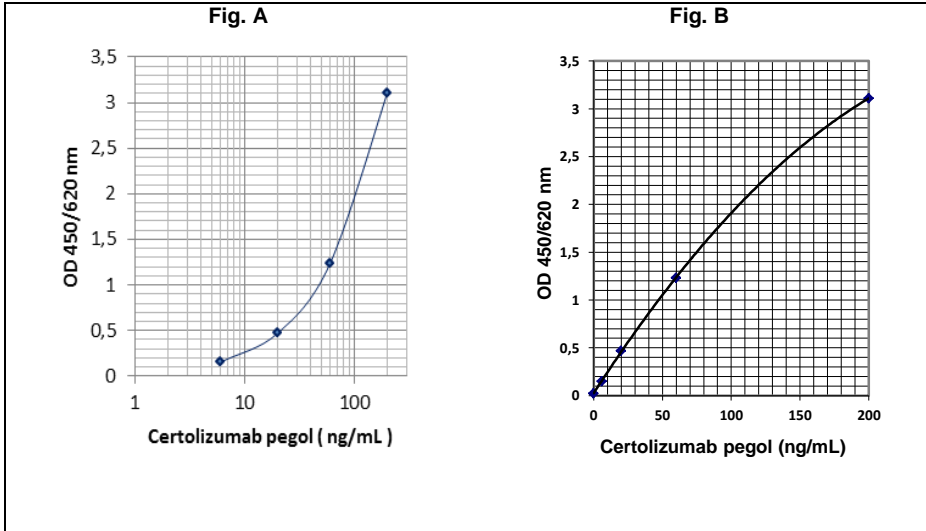 Fig. A
3,5
3
2,5
2
1,5
1
0,5
0
1 10 100
OD 450/620 nm
Certolizumab pegol ( ng/mL )
Fig. B
3,5
3
2,5
2
1,5
1
0,5
0
0 50 100 150 200
OD 450/620 nm
Certolizumab pegol (ng/mL)